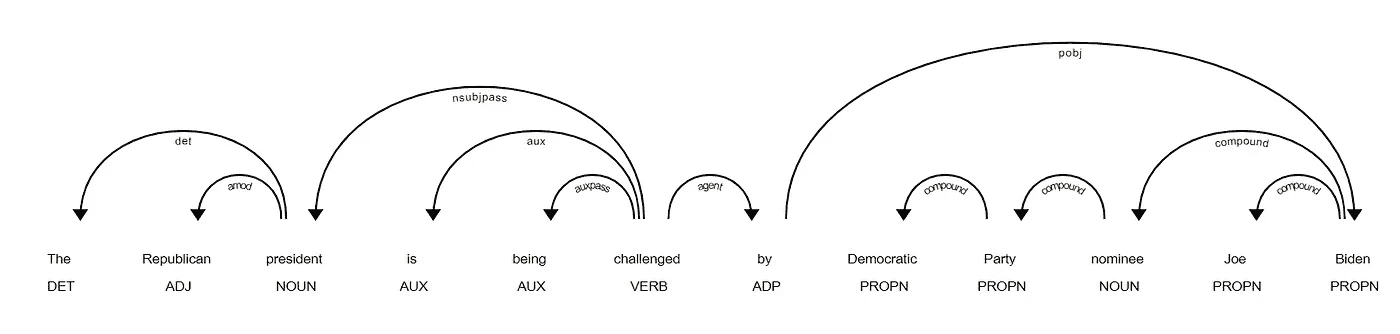 pobj
nsubjpass
det aux compound
amod auxpass agent compound compound compound
The Republican president is being challenged by Democratic Party nominee Joe Biden
DET ADJ NOUN AUX AUX VERB ADP PROPN PROPN NOUN PROPN PROPN